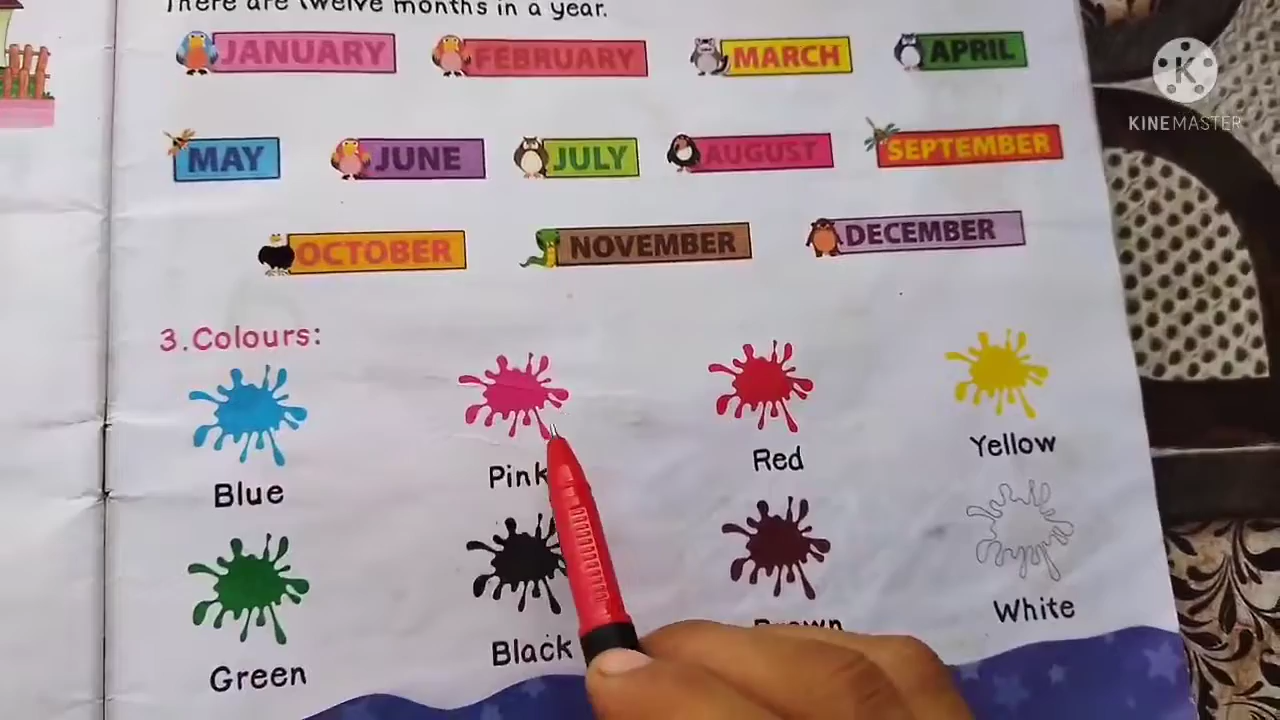 There are twelve months in a year.
JANUARY FEBRUARY MARCH APRIL
MAY JUNE JULY AUGUST SEPTEMBER
OCTOBER NOVEMBER DECEMBER
3.Colours:
Blue Pink Red Yellow
Green Black Brown White
K
KINEMASTER